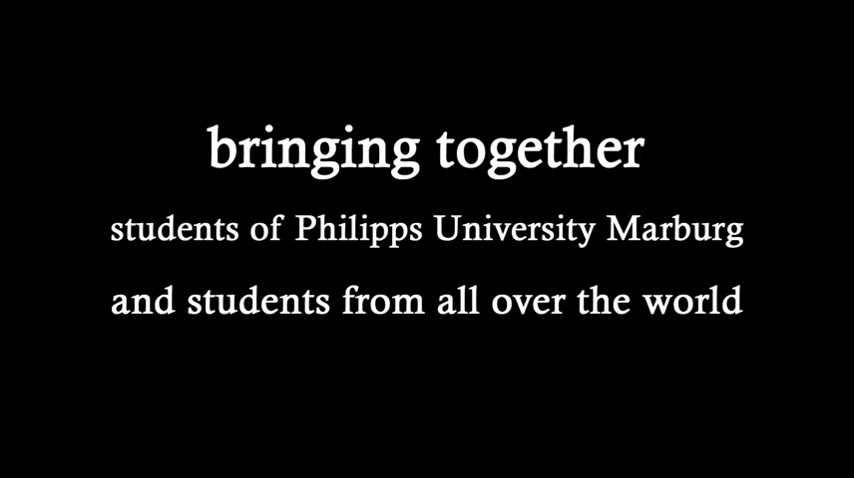 bringing together
students of Philipps University Marburg
and students from all over the world